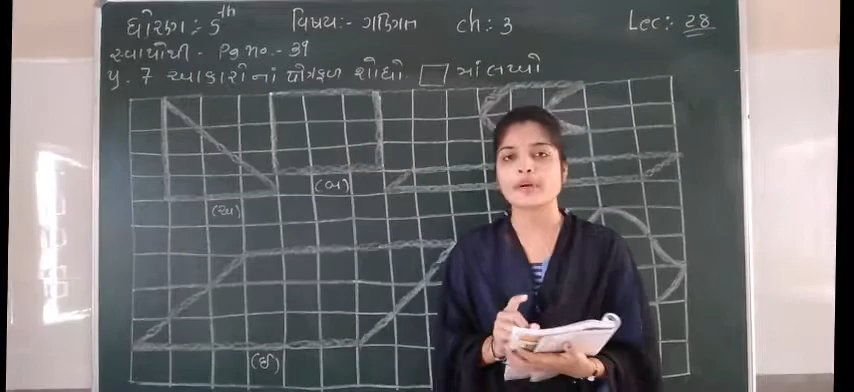 ધોરણ :- 5th વિષય:- ગણિત ch: 3 Lec:- 28
સ્વાપોથી - Pg no. - 39
પ્ર. 7 આકારોનાં ક્ષેત્રફળ શોધી □ માં લખો
(બ)
(અ)
(ઈ)